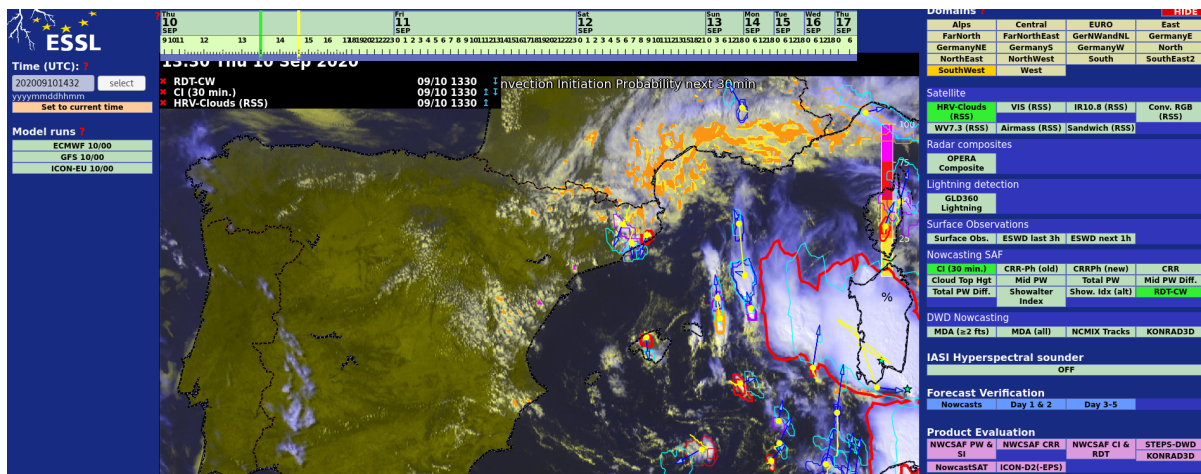 ESSL
Time (UTC): ?
202009101432 select
yyyymmddhhmm
Set to current time
Model runs ?
ECMWF 10/00
GFS 10/00
ICON-EU 10/00
Thu Fri Sat Sun Mon Tue Wed Thu
10 11 12 13 14 15 16 17
SEP SEP SEP SEP SEP SEP SEP SEP
13:30 Thu 10 Sep 2020
RDT-CW 09/10 1330
CI (30 min.) 09/10 1330
HRV-Clouds (RSS) 09/10 1330
nvection Initiation Probability next 30min
100
75
25
%
Domains ? HIDE
Alps Central EURO East
FarNorth FarNorthEast GerNWandNL GermanyE
GermanyNE GermanyS GermanyW North
NorthEast NorthWest South SouthEast2
SouthWest West
Satellite
HRV-Clouds (RSS) VIS (RSS) IR10.8 (RSS) Conv. RGB (RSS)
WV7.3 (RSS) Airmass (RSS) Sandwich (RSS)
Radar composites
OPERA Composite
Lightning detection
GLD360 Lightning
Surface Observations
Surface Obs. ESWD last 3h ESWD next 1h
Nowcasting SAF
CI (30 min.) CRR-Ph (old) CRRPh (new) CRR
Cloud Top Hgt Mid PW Total PW Mid PW Diff.
Total PW Diff. Showalter Index Show. Idx (alt) RDT-CW
DWD Nowcasting
MDA (≥2 fts) MDA (all) NCMIX Tracks KONRAD3D
IASI Hyperspectral sounder
OFF
Forecast Verification
Nowcasts Day 1 & 2 Day 3-5
Product Evaluation
NWCSAF PW & SI NWCSAF CRR NWCSAF CI & RDT STEPS-DWD
KONRAD3D
NowcastSAT ICON-D2(-EPS)